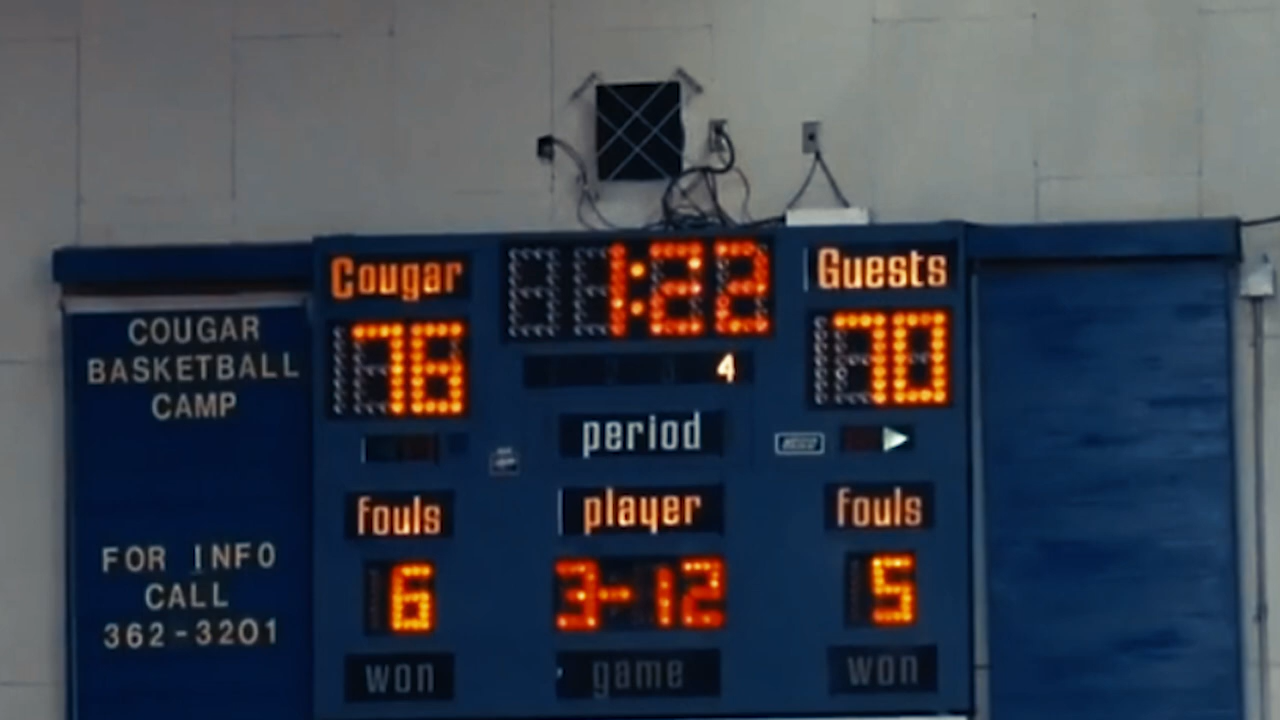 Cougar
1:22
Guests
76
4
70
period
fouls
player
fouls
6
3-12
5
won
game
won
COUGAR
BASKETBALL
CAMP
FOR INFO
CALL
362-3201